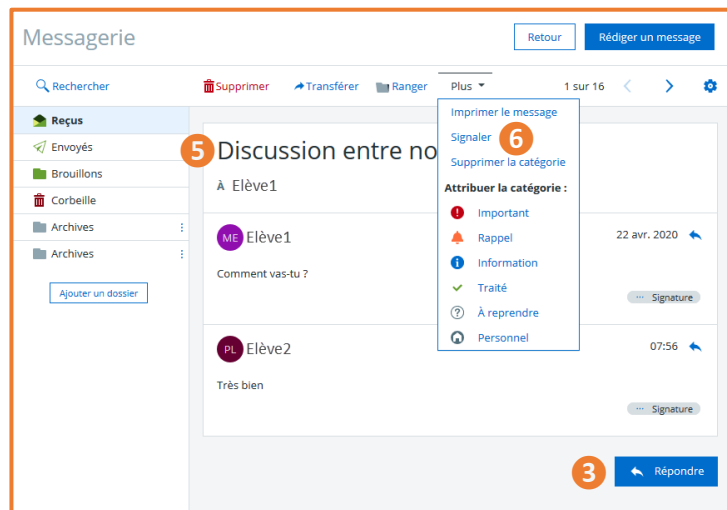 Messagerie
Retour
Rédiger un message
Rechercher
Supprimer
Transférer
Ranger
Plus
1 sur 16
Reçus
Envoyés
Brouillons
Corbeille
Archives
Archives
Ajouter un dossier
Imprimer le message
Signaler
6
Supprimer la catégorie
Attribuer la catégorie :
Important
Rappel
Information
Traité
À reprendre
Personnel
5
Discussion entre no
À Elève1
ME Elève1
22 avr. 2020
Comment vas-tu ?
... Signature
PL Elève2
07:56
Très bien
... Signature
3
Répondre